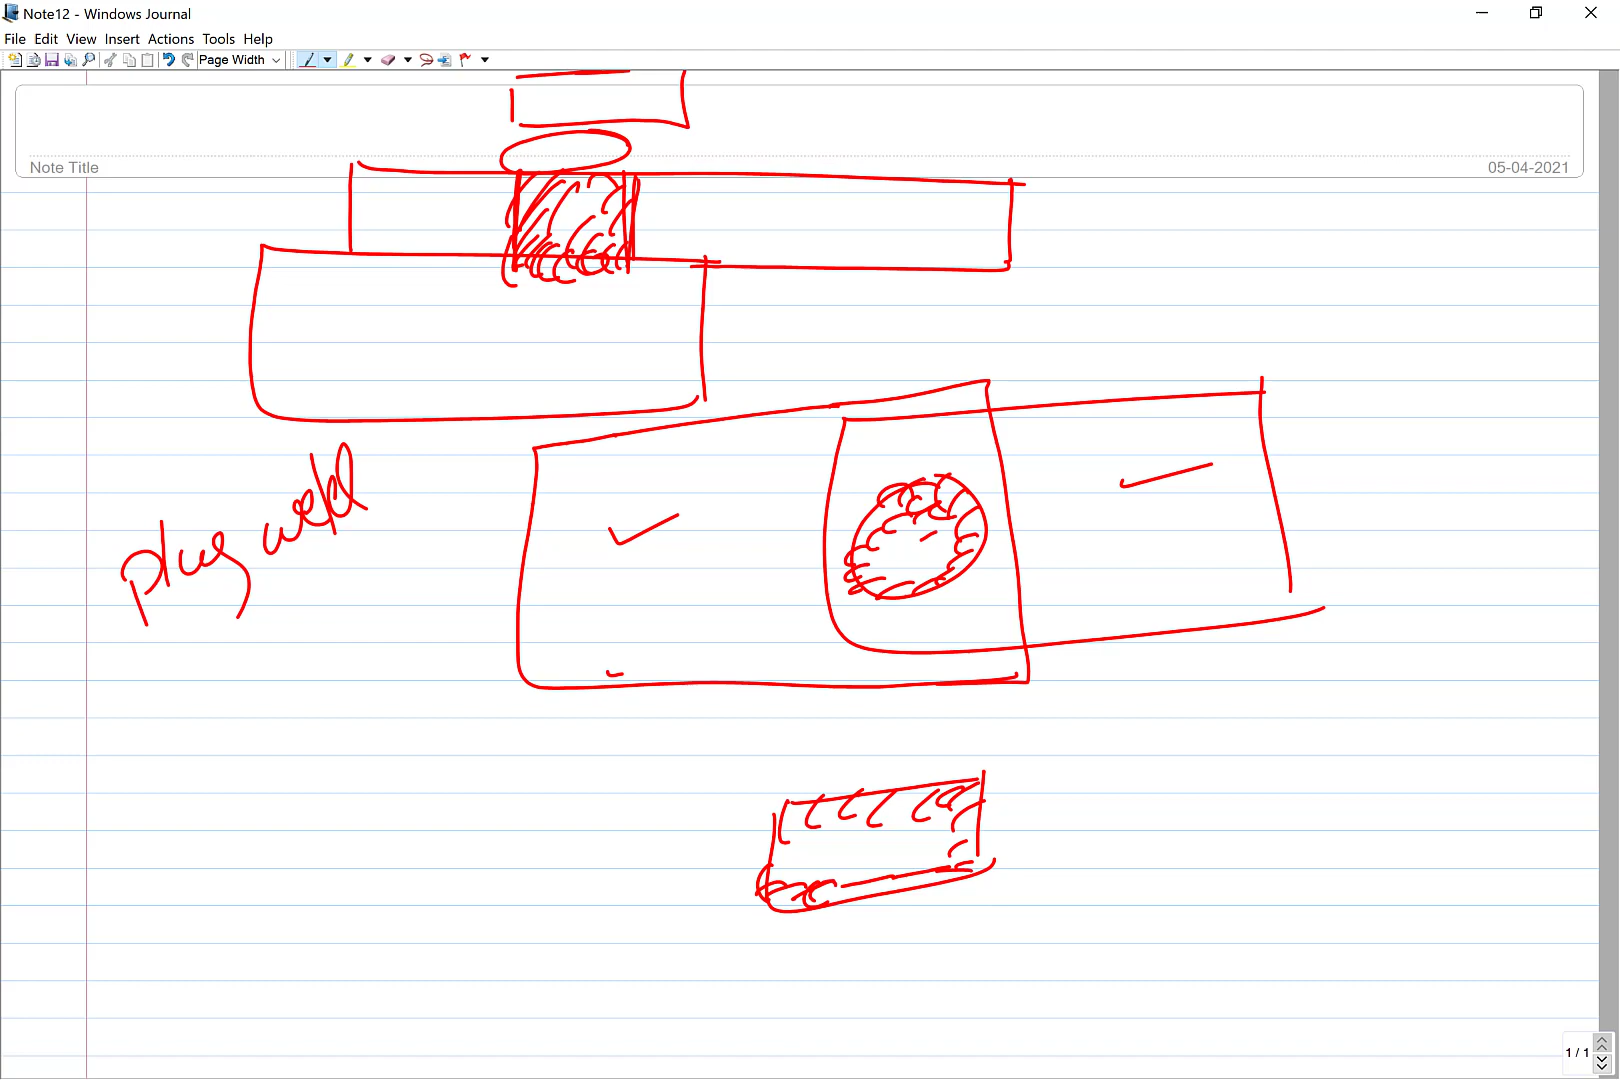 Note12 - Windows Journal
File Edit View Insert Actions Tools Help
Page Width
Note Title
05-04-2021
plug weld
1 / 1